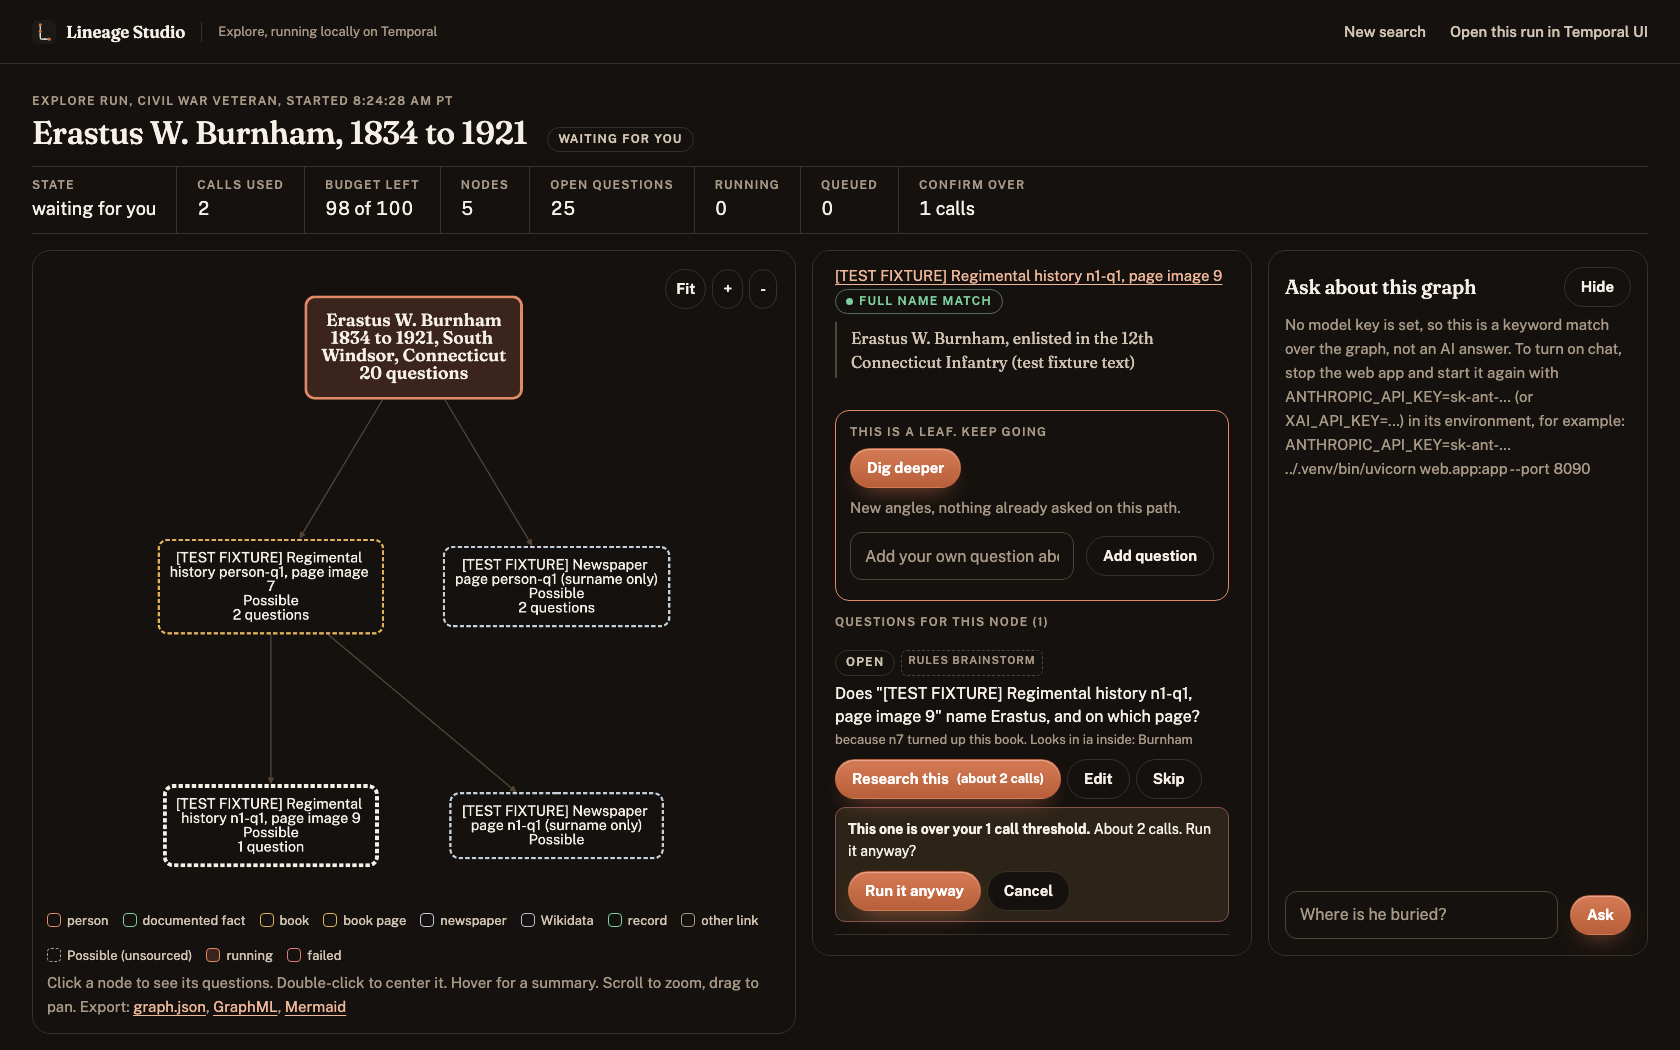 Lineage Studio
Explore, running locally on Temporal
New search
Open this run in Temporal UI
EXPLORE RUN, CIVIL WAR VETERAN, STARTED 8:24:28 AM PT
Erastus W. Burnham, 1834 to 1921
WAITING FOR YOU
STATE
waiting for you
CALLS USED
2
BUDGET LEFT
98 of 100
NODES
5
OPEN QUESTIONS
25
RUNNING
0
QUEUED
0
CONFIRM OVER
1 calls
Fit
+
-
Erastus W. Burnham
1834 to 1921, South
Windsor, Connecticut
20 questions
[TEST FIXTURE] Regimental
history person-q1, page image
7
Possible
2 questions
[TEST FIXTURE] Newspaper
page person-q1 (surname only)
Possible
2 questions
[TEST FIXTURE] Regimental
history n1-q1, page image 9
Possible
1 question
[TEST FIXTURE] Newspaper
page n1-q1 (surname only)
Possible
person
documented fact
book
book page
newspaper
Wikidata
record
other link
Possible (unsourced)
running
failed
Click a node to see its questions. Double-click to center it. Hover for a summary. Scroll to zoom, drag to
pan. Export: graph.json, GraphML, Mermaid
[TEST FIXTURE] Regimental history n1-q1, page image 9
FULL NAME MATCH
Erastus W. Burnham, enlisted in the 12th
Connecticut Infantry (test fixture text)
THIS IS A LEAF. KEEP GOING
Dig deeper
New angles, nothing already asked on this path.
Add your own question abo
Add question
QUESTIONS FOR THIS NODE (1)
OPEN
RULES BRAINSTORM
Does "[TEST FIXTURE] Regimental history n1-q1,
page image 9" name Erastus, and on which page?
because n7 turned up this book. Looks in ia inside: Burnham
Research this (about 2 calls)
Edit
Skip
This one is over your 1 call threshold. About 2 calls. Run
it anyway?
Run it anyway
Cancel
Ask about this graph
Hide
No model key is set, so this is a keyword match
over the graph, not an AI answer. To turn on chat,
stop the web app and start it again with
ANTHROPIC_API_KEY=sk-ant-... (or
XAI_API_KEY=...) in its environment, for example:
ANTHROPIC_API_KEY=sk-ant-...
../.venv/bin/uvicorn web.app:app --port 8090
Where is he buried?
Ask